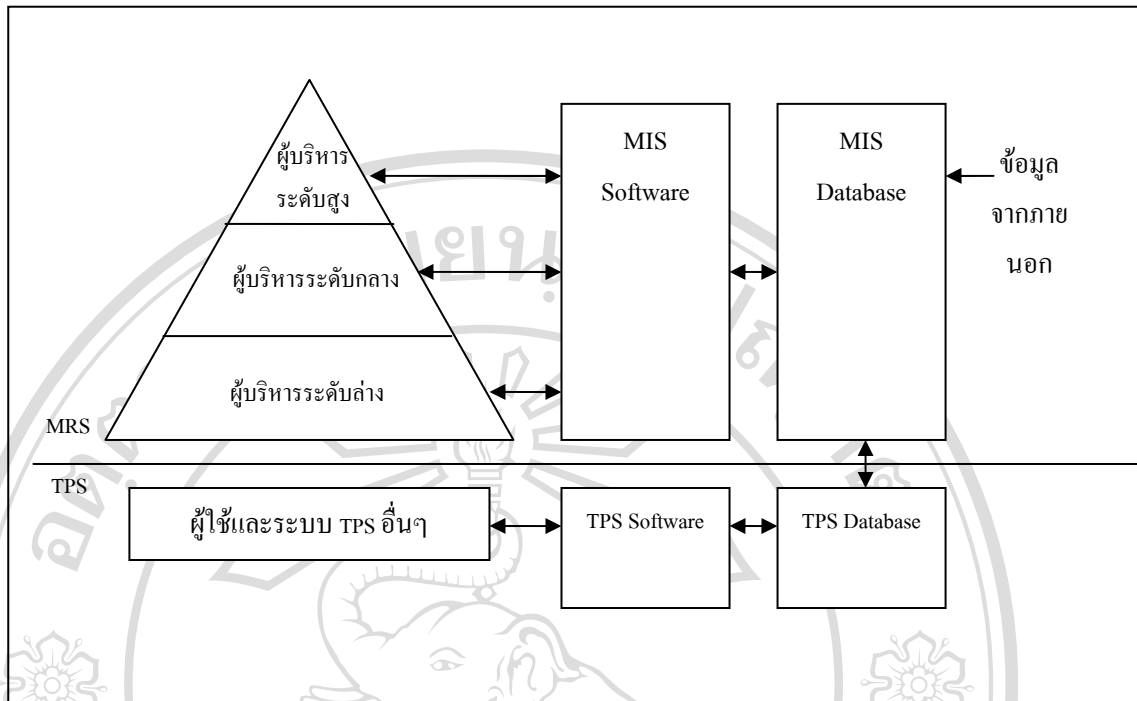 ผู้บริหาร
ระดับสูง
ผู้บริหารระดับกลาง
ผู้บริหารระดับล่าง
MRS
MIS
Software
MIS
Database
ข้อมูล
จากภาย
นอก
TPS
ผู้ใช้และระบบ TPS อื่นๆ
TPS Software
TPS Database